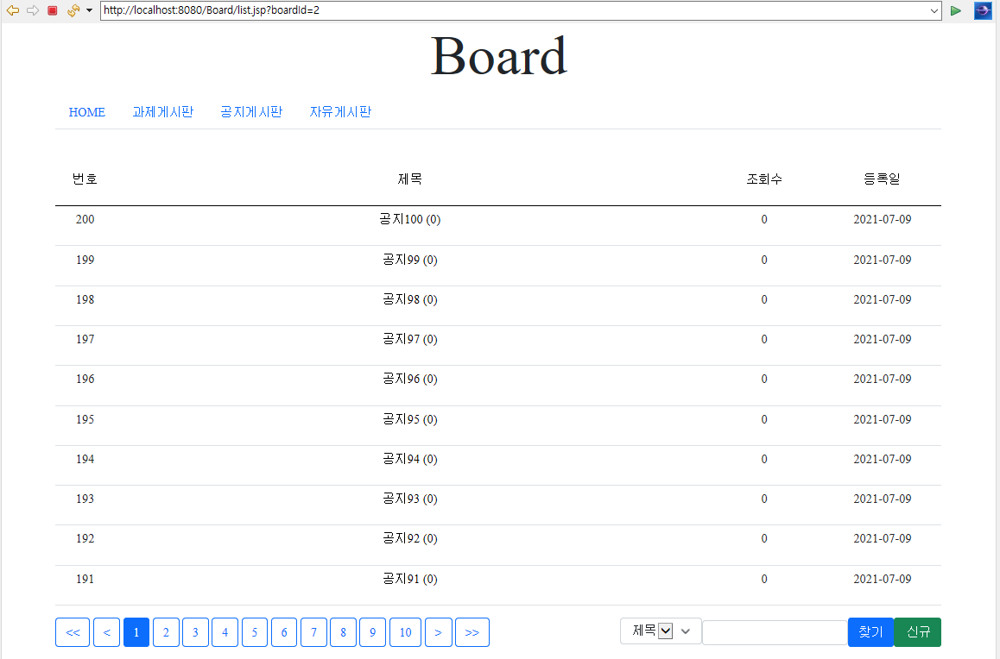 http://localhost:8080/Board/list.jsp?boardId=2
Board
HOME 과제게시판 공지게시판 자유게시판
번호 제목 조회수 등록일
200 공지100 (0) 0 2021-07-09
199 공지99 (0) 0 2021-07-09
198 공지98 (0) 0 2021-07-09
197 공지97 (0) 0 2021-07-09
196 공지96 (0) 0 2021-07-09
195 공지95 (0) 0 2021-07-09
194 공지94 (0) 0 2021-07-09
193 공지93 (0) 0 2021-07-09
192 공지92 (0) 0 2021-07-09
191 공지91 (0) 0 2021-07-09
<< < 1 2 3 4 5 6 7 8 9 10 > >> 제목 찾기 신규